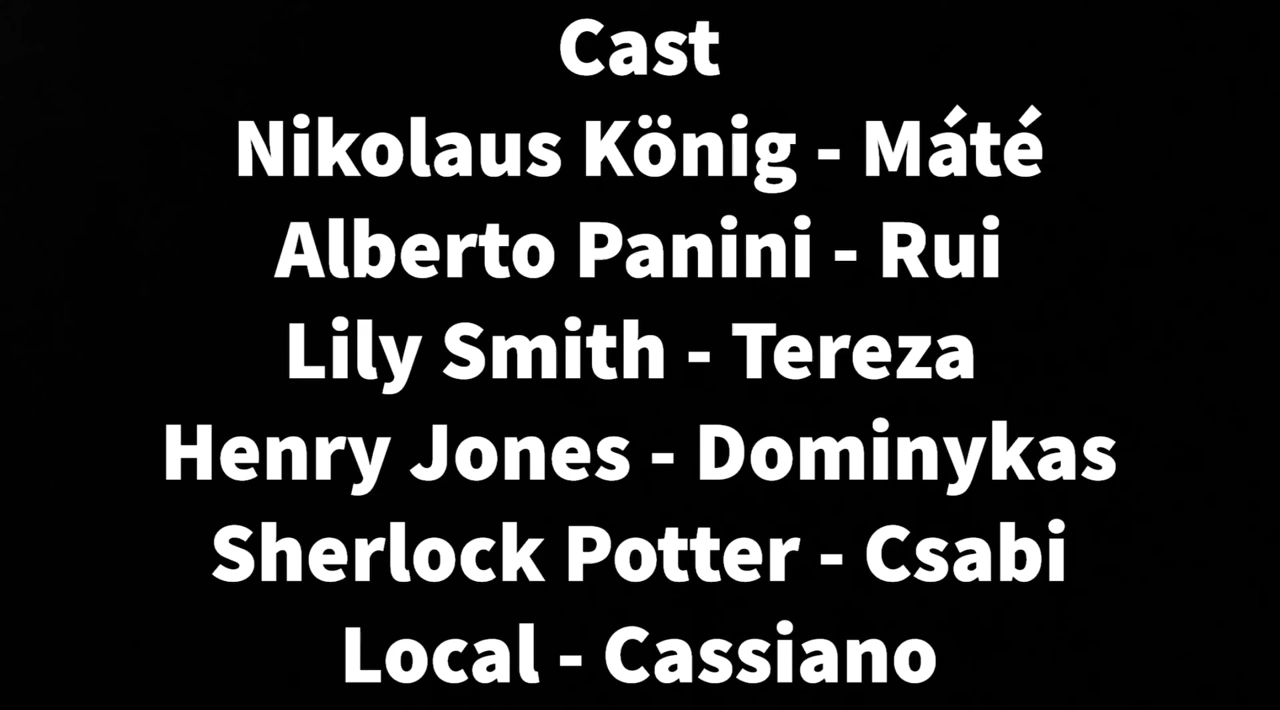 Cast
Nikolaus König - Máté
Alberto Panini - Rui
Lily Smith - Tereza
Henry Jones - Dominykas
Sherlock Potter - Csabi
Local - Cassiano